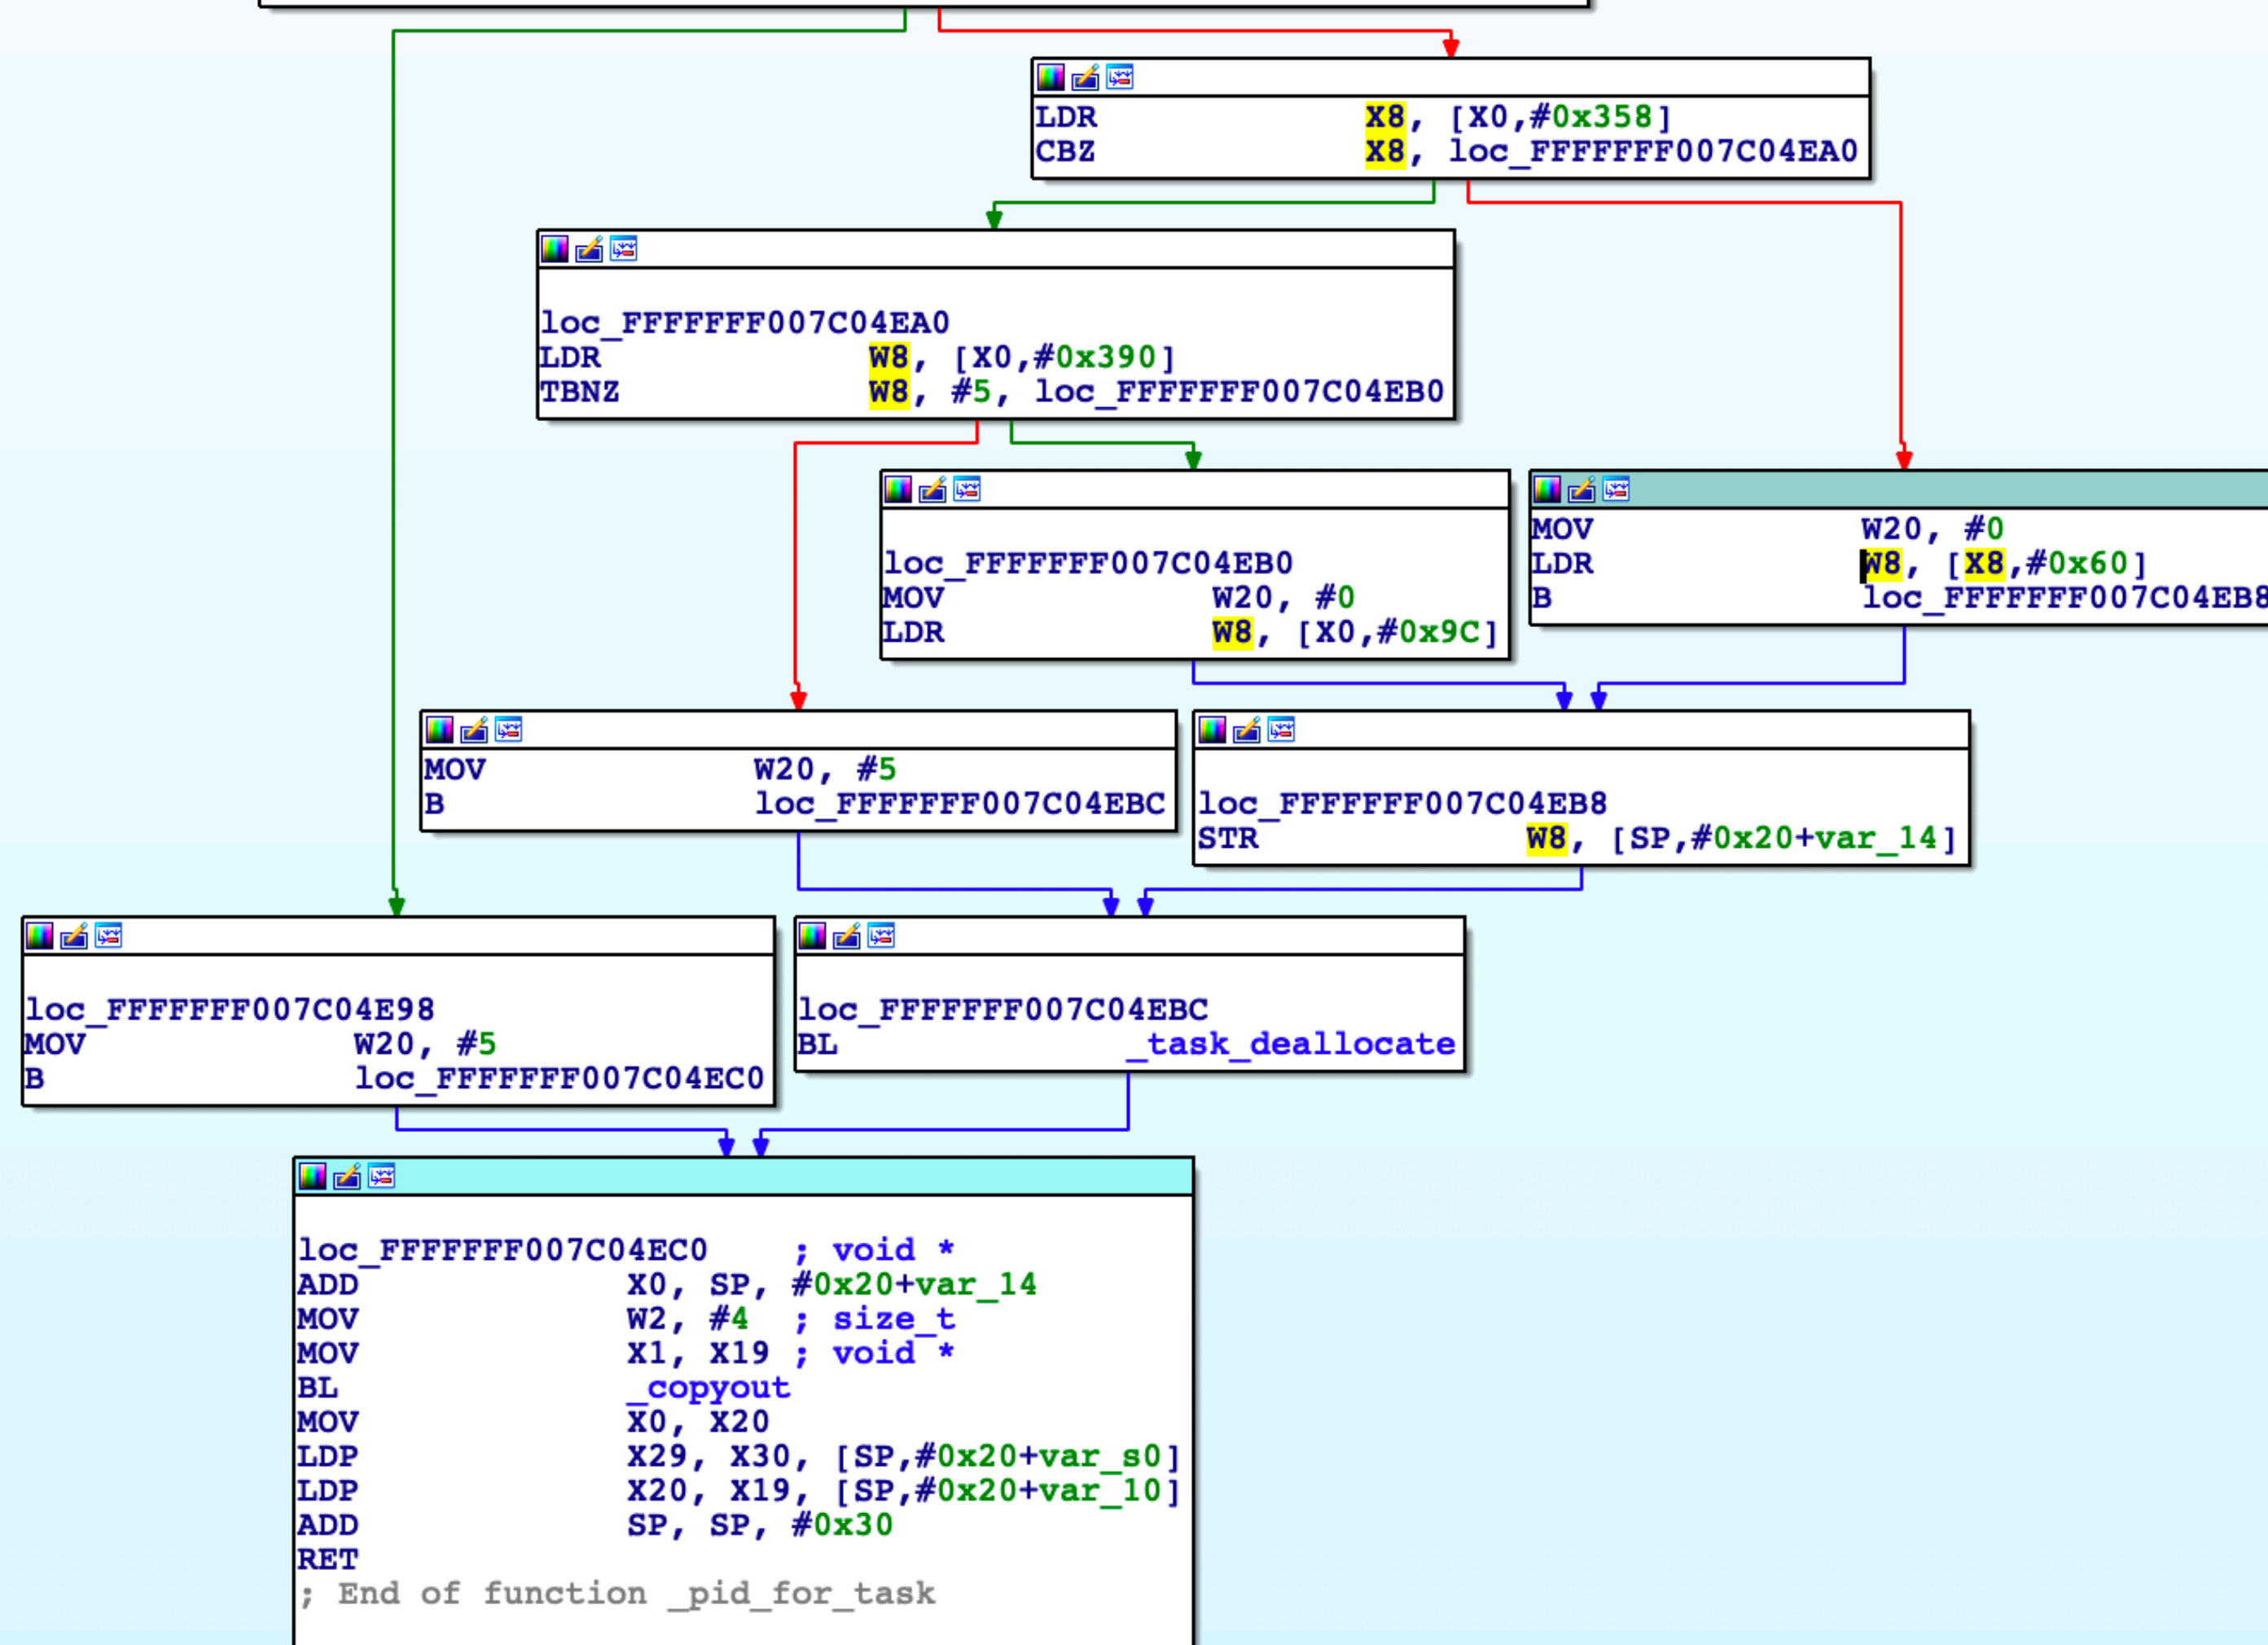 LDR X8, [X0,#0x358]
CBZ X8, loc_FFFFFFF007C04EA0
loc_FFFFFFF007C04EA0
LDR W8, [X0,#0x390]
TBNZ W8, #5, loc_FFFFFFF007C04EB0
loc_FFFFFFF007C04EB0
MOV W20, #0
LDR W8, [X0,#0x9C]
MOV W20, #0
LDR W8, [X8,#0x60]
B loc_FFFFFFF007C04EB8
MOV W20, #5
B loc_FFFFFFF007C04EBC
loc_FFFFFFF007C04EB8
STR W8, [SP,#0x20+var_14]
loc_FFFFFFF007C04E98
MOV W20, #5
B loc_FFFFFFF007C04EC0
loc_FFFFFFF007C04EBC
BL _task_deallocate
loc_FFFFFFF007C04EC0 ; void *
ADD X0, SP, #0x20+var_14
MOV W2, #4 ; size_t
MOV X1, X19 ; void *
BL _copyout
MOV X0, X20
LDP X29, X30, [SP,#0x20+var_s0]
LDP X20, X19, [SP,#0x20+var_10]
ADD SP, SP, #0x30
RET
; End of function _pid_for_task